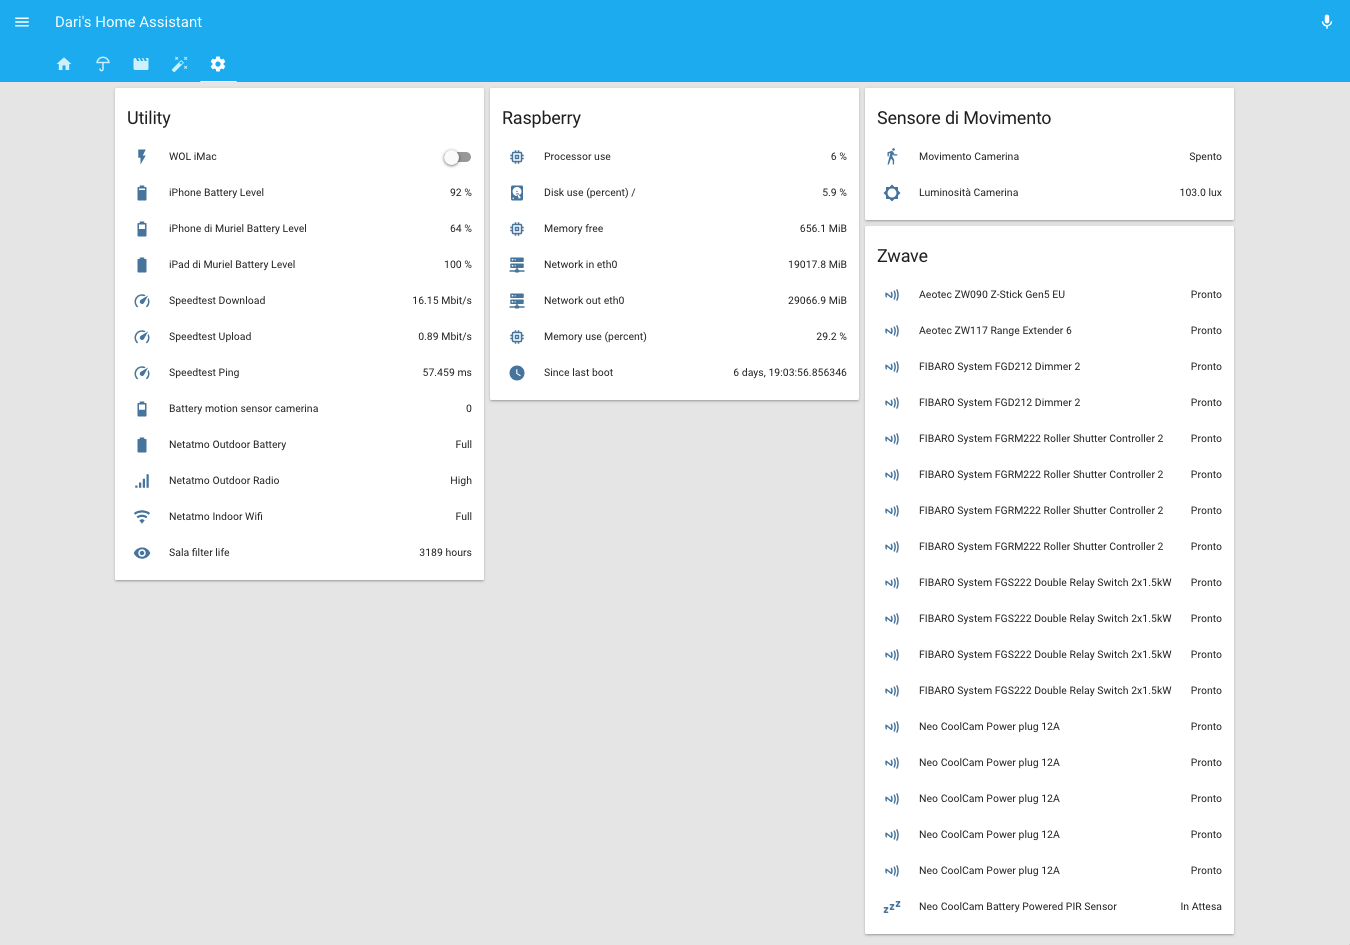 Dari's Home Assistant
Utility
WOL iMac
iPhone Battery Level 92 %
iPhone di Muriel Battery Level 64 %
iPad di Muriel Battery Level 100 %
Speedtest Download 16.15 Mbit/s
Speedtest Upload 0.89 Mbit/s
Speedtest Ping 57.459 ms
Battery motion sensor camerina 0
Netatmo Outdoor Battery Full
Netatmo Outdoor Radio High
Netatmo Indoor Wifi Full
Sala filter life 3189 hours
Raspberry
Processor use 6 %
Disk use (percent) / 5.9 %
Memory free 656.1 MiB
Network in eth0 19017.8 MiB
Network out eth0 29066.9 MiB
Memory use (percent) 29.2 %
Since last boot 6 days, 19:03:56.856346
Sensore di Movimento
Movimento Camerina Spento
Luminosità Camerina 103.0 lux
Zwave
Aeotec ZW090 Z-Stick Gen5 EU Pronto
Aeotec ZW117 Range Extender 6 Pronto
FIBARO System FGD212 Dimmer 2 Pronto
FIBARO System FGD212 Dimmer 2 Pronto
FIBARO System FGRM222 Roller Shutter Controller 2 Pronto
FIBARO System FGRM222 Roller Shutter Controller 2 Pronto
FIBARO System FGRM222 Roller Shutter Controller 2 Pronto
FIBARO System FGRM222 Roller Shutter Controller 2 Pronto
FIBARO System FGS222 Double Relay Switch 2x1.5kW Pronto
FIBARO System FGS222 Double Relay Switch 2x1.5kW Pronto
FIBARO System FGS222 Double Relay Switch 2x1.5kW Pronto
FIBARO System FGS222 Double Relay Switch 2x1.5kW Pronto
Neo CoolCam Power plug 12A Pronto
Neo CoolCam Power plug 12A Pronto
Neo CoolCam Power plug 12A Pronto
Neo CoolCam Power plug 12A Pronto
Neo CoolCam Power plug 12A Pronto
Neo CoolCam Battery Powered PIR Sensor In Attesa